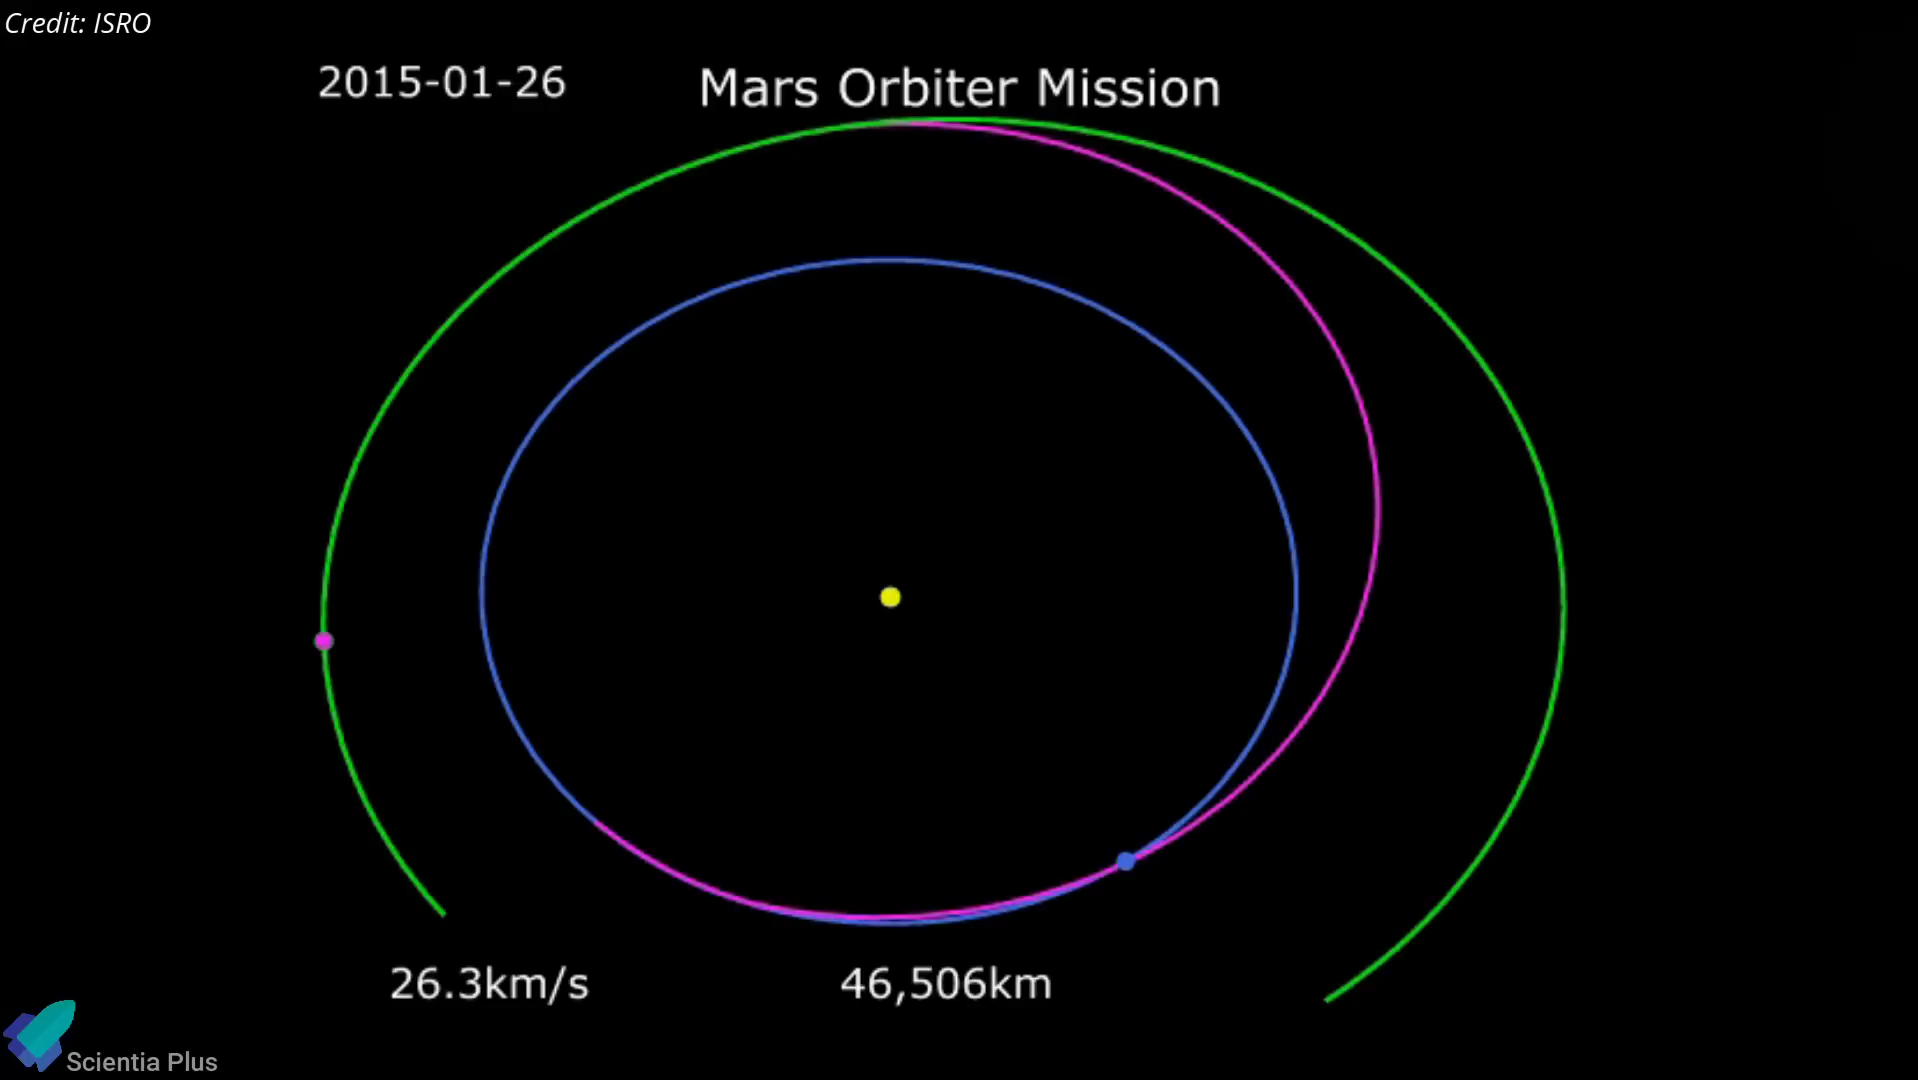 Credit: ISRO
2015-01-26
Mars Orbiter Mission
26.3km/s
46,506km
Scientia Plus